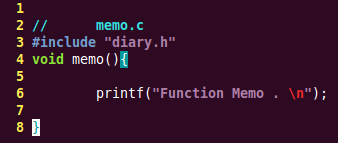 1
2 //      memo.c
3 #include "diary.h"
4 void memo(){
5
6         printf("Function Memo . \n");
7
8 }